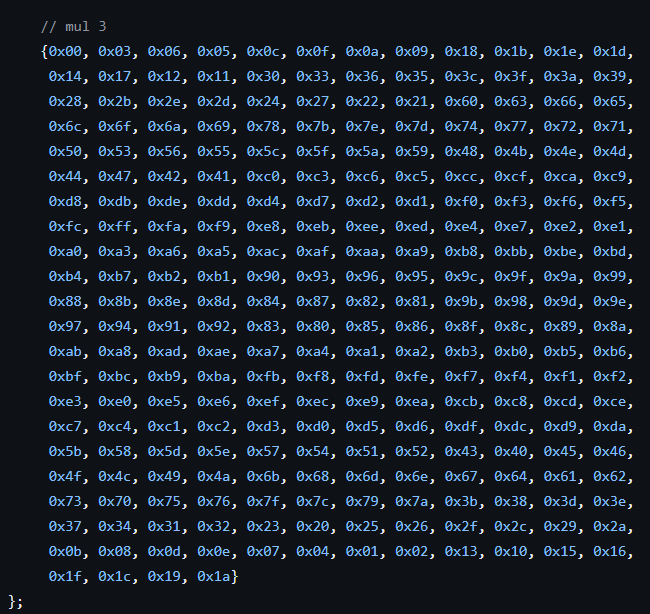 // mul 3
{0x00, 0x03, 0x06, 0x05, 0x0c, 0x0f, 0x0a, 0x09, 0x18, 0x1b, 0x1e, 0x1d,
0x14, 0x17, 0x12, 0x11, 0x30, 0x33, 0x36, 0x35, 0x3c, 0x3f, 0x3a, 0x39,
0x28, 0x2b, 0x2e, 0x2d, 0x24, 0x27, 0x22, 0x21, 0x60, 0x63, 0x66, 0x65,
0x6c, 0x6f, 0x6a, 0x69, 0x78, 0x7b, 0x7e, 0x7d, 0x74, 0x77, 0x72, 0x71,
0x50, 0x53, 0x56, 0x55, 0x5c, 0x5f, 0x5a, 0x59, 0x48, 0x4b, 0x4e, 0x4d,
0x44, 0x47, 0x42, 0x41, 0xc0, 0xc3, 0xc6, 0xc5, 0xcc, 0xcf, 0xca, 0xc9,
0xd8, 0xdb, 0xde, 0xdd, 0xd4, 0xd7, 0xd2, 0xd1, 0xf0, 0xf3, 0xf6, 0xf5,
0xfc, 0xff, 0xfa, 0xf9, 0xe8, 0xeb, 0xee, 0xed, 0xe4, 0xe7, 0xe2, 0xe1,
0xa0, 0xa3, 0xa6, 0xa5, 0xac, 0xaf, 0xaa, 0xa9, 0xb8, 0xbb, 0xbe, 0xbd,
0xb4, 0xb7, 0xb2, 0xb1, 0x90, 0x93, 0x96, 0x95, 0x9c, 0x9f, 0x9a, 0x99,
0x88, 0x8b, 0x8e, 0x8d, 0x84, 0x87, 0x82, 0x81, 0x9b, 0x98, 0x9d, 0x9e,
0x97, 0x94, 0x91, 0x92, 0x83, 0x80, 0x85, 0x86, 0x8f, 0x8c, 0x89, 0x8a,
0xab, 0xa8, 0xad, 0xae, 0xa7, 0xa4, 0xa1, 0xa2, 0xb3, 0xb0, 0xb5, 0xb6,
0xbf, 0xbc, 0xb9, 0xba, 0xfb, 0xf8, 0xfd, 0xfe, 0xf7, 0xf4, 0xf1, 0xf2,
0xe3, 0xe0, 0xe5, 0xe6, 0xef, 0xec, 0xe9, 0xea, 0xcb, 0xc8, 0xcd, 0xce,
0xc7, 0xc4, 0xc1, 0xc2, 0xd3, 0xd0, 0xd5, 0xd6, 0xdf, 0xdc, 0xd9, 0xda,
0x5b, 0x58, 0x5d, 0x5e, 0x57, 0x54, 0x51, 0x52, 0x43, 0x40, 0x45, 0x46,
0x4f, 0x4c, 0x49, 0x4a, 0x6b, 0x68, 0x6d, 0x6e, 0x67, 0x64, 0x61, 0x62,
0x73, 0x70, 0x75, 0x76, 0x7f, 0x7c, 0x79, 0x7a, 0x3b, 0x38, 0x3d, 0x3e,
0x37, 0x34, 0x31, 0x32, 0x23, 0x20, 0x25, 0x26, 0x2f, 0x2c, 0x29, 0x2a,
0x0b, 0x08, 0x0d, 0x0e, 0x07, 0x04, 0x01, 0x02, 0x13, 0x10, 0x15, 0x16,
0x1f, 0x1c, 0x19, 0x1a}
};